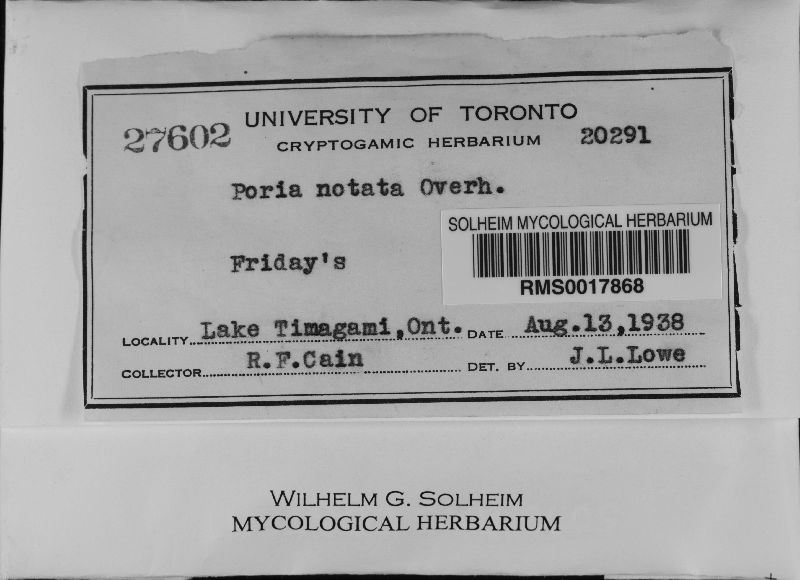 UNIVERSITY OF TORONTO
27602 CRYPTOGAMIC HERBARIUM 20291
Poria notata Overh.
SOLHEIM MYCOLOGICAL HERBARIUM
Friday's
RMS0017868
LOCALITY Lake Timagami, Ont. DATE Aug.13,1938
COLLECTOR R.F.Cain DET. BY J.L.Lowe
WILHELM G. SOLHEIM
MYCOLOGICAL HERBARIUM